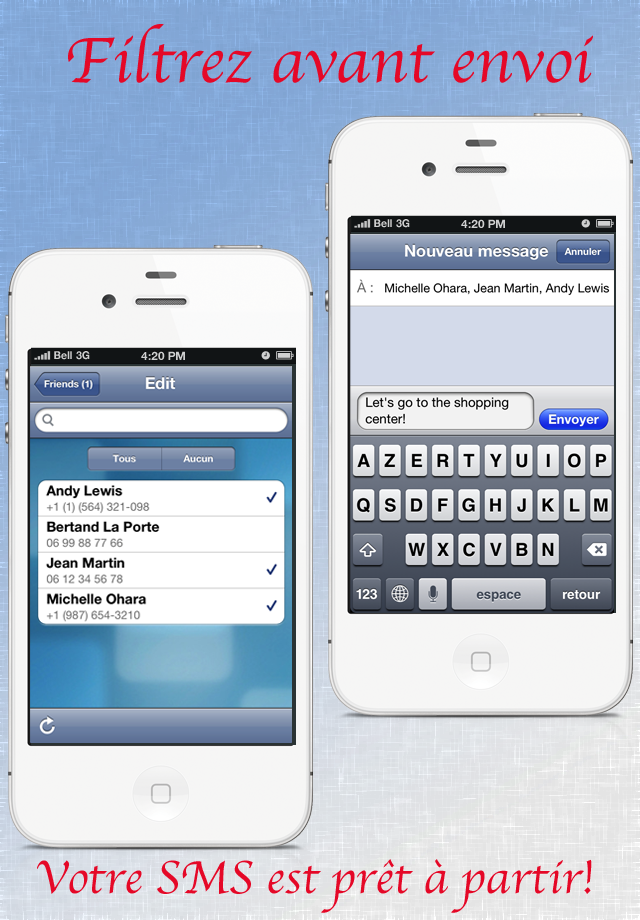 Filtrez avant envoi
Bell 3G 4:20 PM
Nouveau message Annuler
À : Michelle Ohara, Jean Martin, Andy Lewis
Let's go to the shopping
center!
Envoyer
A Z E R T Y U I O P
Q S D F G H J K L M
W X C V B N
123 espace retour
Bell 3G 4:20 PM
Friends (1) Edit
Tous Aucun
Andy Lewis
+1 (1) (564) 321-098
Bertand La Porte
06 99 88 77 66
Jean Martin
06 12 34 56 78
Michelle Ohara
+1 (987) 654-3210
Votre SMS est prêt à partir!